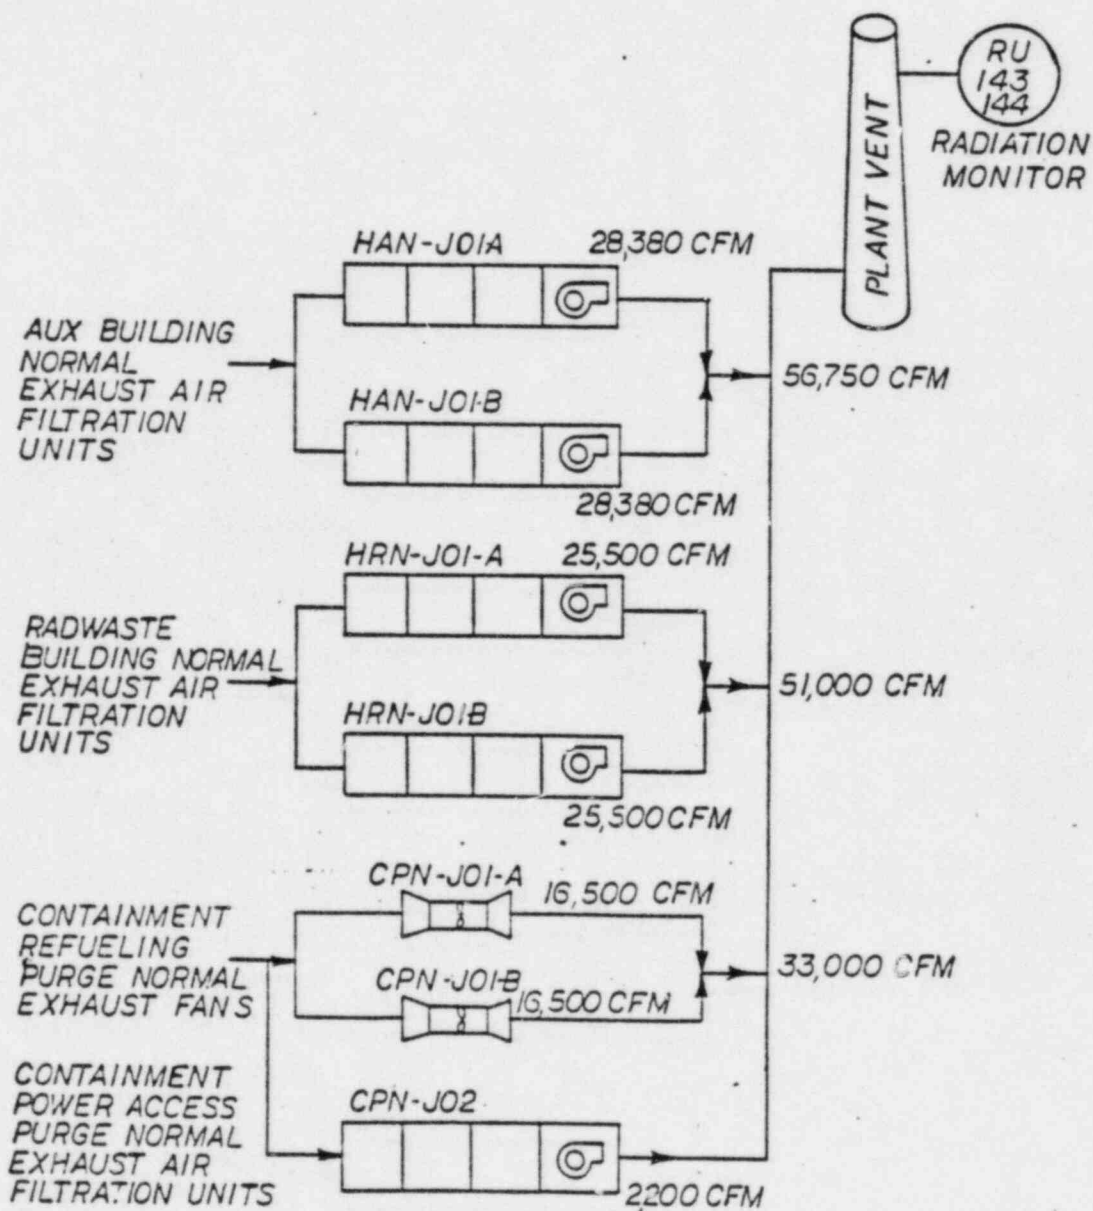 RU
143
144
RADIATION
MONITOR
PLANT VENT
HAN-J01A
28,380 CFM
AUX BUILDING
NORMAL
EXHAUST AIR
FILTRATION
UNITS
56,750 CFM
HAN-J01-B
28,380 CFM
HRN-J01-A
25,500 CFM
RADWASTE
BUILDING NORMAL
EXHAUST AIR
FILTRATION
UNITS
51,000 CFM
HRN-J01-B
25,500 CFM
CPN-J01-A
16,500 CFM
CONTAINMENT
REFUELING
PURGE NORMAL
EXHAUST FANS
33,000 CFM
CPN-J01-B
16,500 CFM
CONTAINMENT
POWER ACCESS
PURGE NORMAL
EXHAUST AIR
FILTRATION UNITS
CPN-J02
2200 CFM